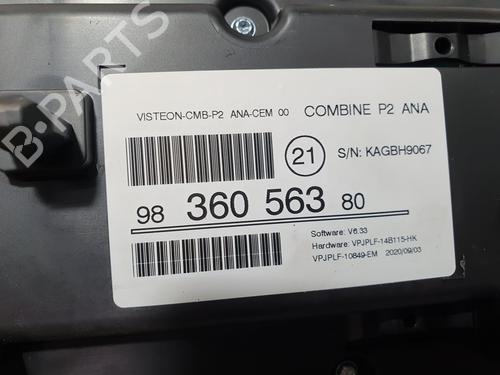 VISTEON-CMB-P2 ANA-CEM 00
COMBINE P2 ANA
21
S/N: KAGBH9067
98 360 563 80
Software: V6.33
Hardware: VPJPLF-14B115-HK
VPJPLF-10849-EM 2020/09/03
B-PARTS